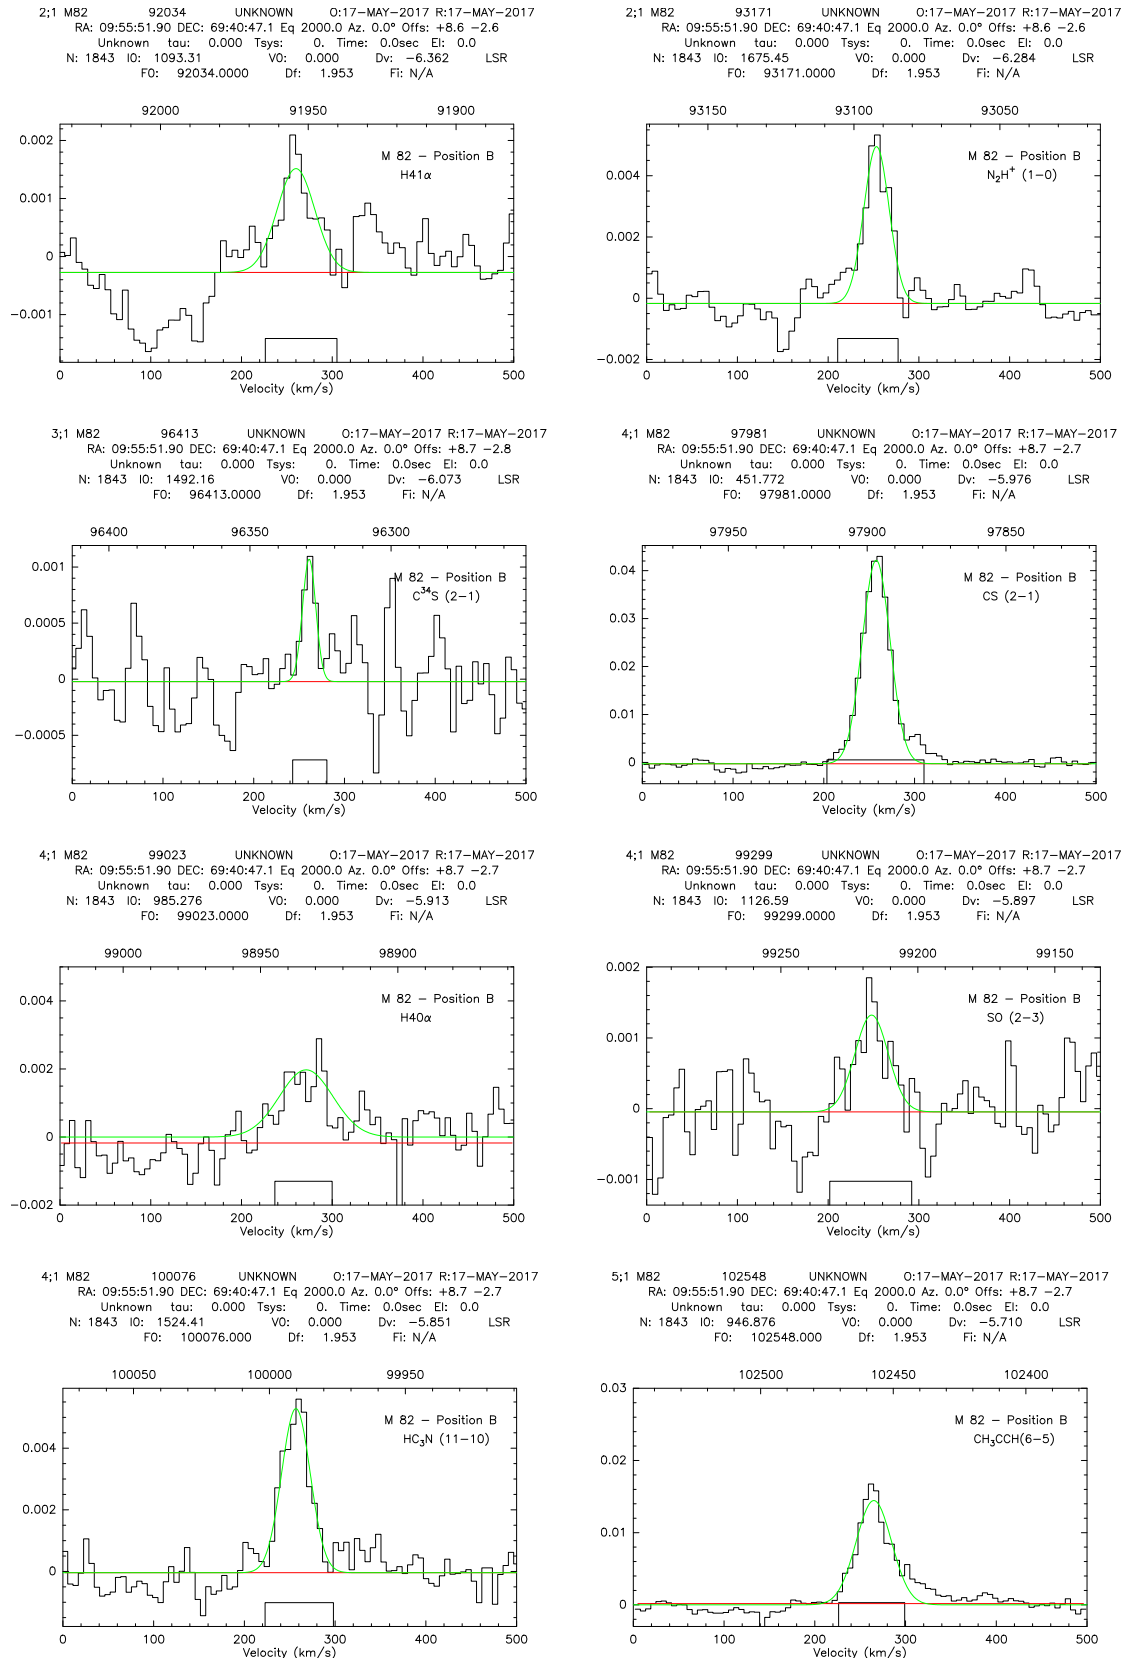 2;1 M82 92034 UNKNOWN O:17-MAY-2017 R:17-MAY-2017
RA: 09:55:51.90 DEC: 69:40:47.1 Eq 2000.0 Az. 0.0° Offs: +8.6 -2.6
Unknown tau: 0.000 Tsys: 0. Time: 0.0sec El: 0.0
N: 1843 I0: 1093.31 V0: 0.000 Dv: -6.362 LSR
F0: 92034.0000 Df: 1.953 Fi: N/A
92000 91950 91900
M 82 - Position B
H41α
0.002
0.001
0
-0.001
0 100 200 300 400 500
Velocity (km/s)
2;1 M82 93171 UNKNOWN O:17-MAY-2017 R:17-MAY-2017
RA: 09:55:51.90 DEC: 69:40:47.1 Eq 2000.0 Az. 0.0° Offs: +8.6 -2.6
Unknown tau: 0.000 Tsys: 0. Time: 0.0sec El: 0.0
N: 1843 I0: 1675.45 V0: 0.000 Dv: -6.284 LSR
F0: 93171.0000 Df: 1.953 Fi: N/A
93150 93100 93050
M 82 - Position B
N₂H⁺ (1-0)
0.004
0.002
0
-0.002
0 100 200 300 400 500
Velocity (km/s)
3;1 M82 96413 UNKNOWN O:17-MAY-2017 R:17-MAY-2017
RA: 09:55:51.90 DEC: 69:40:47.1 Eq 2000.0 Az. 0.0° Offs: +8.7 -2.8
Unknown tau: 0.000 Tsys: 0. Time: 0.0sec El: 0.0
N: 1843 I0: 1492.16 V0: 0.000 Dv: -6.073 LSR
F0: 96413.0000 Df: 1.953 Fi: N/A
96400 96350 96300
M 82 - Position B
C³⁴S (2-1)
0.001
0.0005
0
-0.0005
0 100 200 300 400 500
Velocity (km/s)
4;1 M82 97981 UNKNOWN O:17-MAY-2017 R:17-MAY-2017
RA: 09:55:51.90 DEC: 69:40:47.1 Eq 2000.0 Az. 0.0° Offs: +8.7 -2.7
Unknown tau: 0.000 Tsys: 0. Time: 0.0sec El: 0.0
N: 1843 I0: 451.772 V0: 0.000 Dv: -5.976 LSR
F0: 97981.0000 Df: 1.953 Fi: N/A
97950 97900 97850
M 82 - Position B
CS (2-1)
0.04
0.02
0.01
0
0 100 200 300 400 500
Velocity (km/s)
4;1 M82 99023 UNKNOWN O:17-MAY-2017 R:17-MAY-2017
RA: 09:55:51.90 DEC: 69:40:47.1 Eq 2000.0 Az. 0.0° Offs: +8.7 -2.7
Unknown tau: 0.000 Tsys: 0. Time: 0.0sec El: 0.0
N: 1843 I0: 985.276 V0: 0.000 Dv: -5.913 LSR
F0: 99023.0000 Df: 1.953 Fi: N/A
99000 98950 98900
M 82 - Position B
H40α
0.004
0.002
0
-0.002
0 100 200 300 400 500
Velocity (km/s)
4;1 M82 99299 UNKNOWN O:17-MAY-2017 R:17-MAY-2017
RA: 09:55:51.90 DEC: 69:40:47.1 Eq 2000.0 Az. 0.0° Offs: +8.7 -2.7
Unknown tau: 0.000 Tsys: 0. Time: 0.0sec El: 0.0
N: 1843 I0: 1126.59 V0: 0.000 Dv: -5.897 LSR
F0: 99299.0000 Df: 1.953 Fi: N/A
99250 99200 99150
M 82 - Position B
SO (2-3)
0.002
0.001
0
-0.001
0 100 200 300 400 500
Velocity (km/s)
4;1 M82 100076 UNKNOWN O:17-MAY-2017 R:17-MAY-2017
RA: 09:55:51.90 DEC: 69:40:47.1 Eq 2000.0 Az. 0.0° Offs: +8.7 -2.7
Unknown tau: 0.000 Tsys: 0. Time: 0.0sec El: 0.0
N: 1843 I0: 1524.41 V0: 0.000 Dv: -5.851 LSR
F0: 100076.000 Df: 1.953 Fi: N/A
100050 100000 99950
M 82 - Position B
HC₃N (11-10)
0.004
0.002
0
0 100 200 300 400 500
Velocity (km/s)
5;1 M82 102548 UNKNOWN O:17-MAY-2017 R:17-MAY-2017
RA: 09:55:51.90 DEC: 69:40:47.1 Eq 2000.0 Az. 0.0° Offs: +8.7 -2.7
Unknown tau: 0.000 Tsys: 0. Time: 0.0sec El: 0.0
N: 1843 I0: 946.876 V0: 0.000 Dv: -5.710 LSR
F0: 102548.000 Df: 1.953 Fi: N/A
102500 102450 102400
M 82 - Position B
CH₃CCH(6-5)
0.03
0.02
0.01
0
0 100 200 300 400 500
Velocity (km/s)